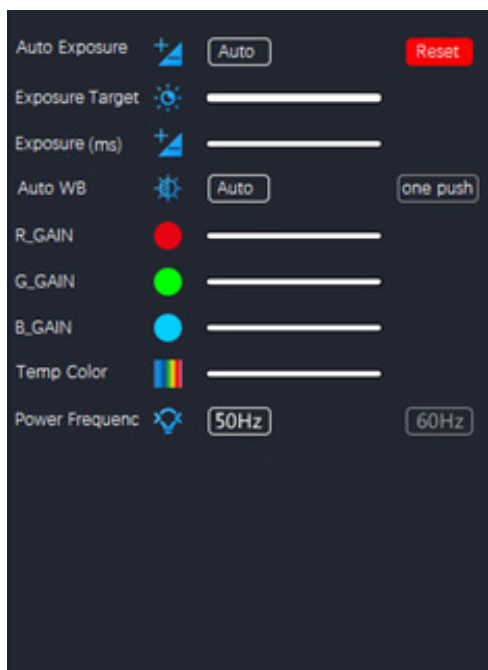 Auto Exposure Auto Reset
Exposure Target
Exposure (ms)
Auto WB Auto one push
R_GAIN
G_GAIN
B_GAIN
Temp Color
Power Frequenc 50Hz 60Hz